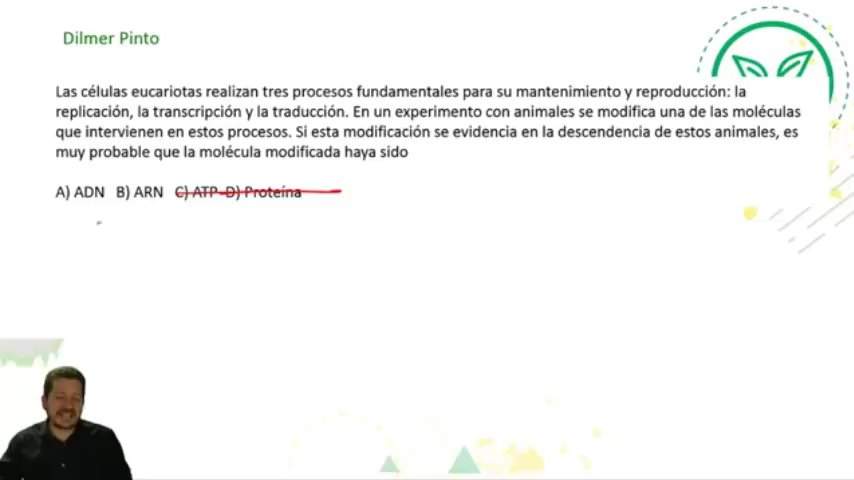 Dilmer Pinto
Las células eucariotas realizan tres procesos fundamentales para su mantenimiento y reproducción: la
replicación, la transcripción y la traducción. En un experimento con animales se modifica una de las moléculas
que intervienen en estos procesos. Si esta modificación se evidencia en la descendencia de estos animales, es
muy probable que la molécula modificada haya sido
A) ADN B) ARN C) ATP D) Proteína